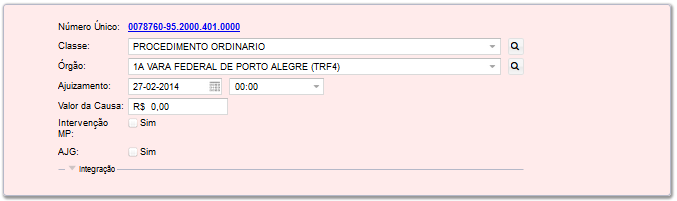 Número Único: 0078760-95.2000.401.0000
Classe: PROCEDIMENTO ORDINARIO
Órgão: 1A VARA FEDERAL DE PORTO ALEGRE (TRF4)
Ajuizamento: 27-02-2014 00:00
Valor da Causa: R$ 0,00
Intervenção Sim
MP:
AJG: Sim
Integração